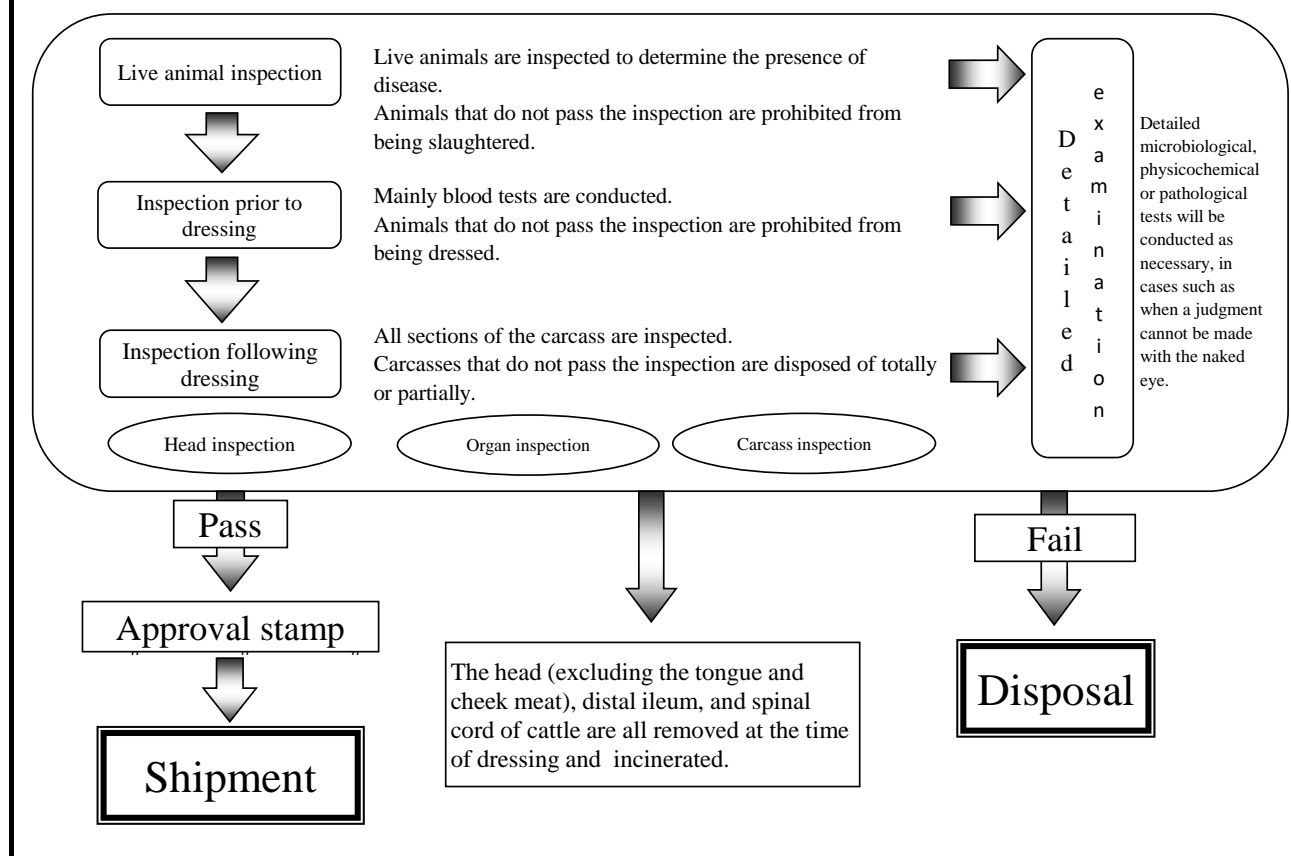 Live animal inspection
Live animals are inspected to determine the presence of
disease.
Animals that do not pass the inspection are prohibited from
being slaughtered.
Inspection prior to
dressing
Mainly blood tests are conducted.
Animals that do not pass the inspection are prohibited from
being dressed.
Inspection following
dressing
All sections of the carcass are inspected.
Carcasses that do not pass the inspection are disposed of totally
or partially.
Head inspection
Organ inspection
Carcass inspection
Detailed
examination
Detailed
microbiological,
physicochemical
or pathological
tests will be
conducted as
necessary, in
cases such as
when a judgment
cannot be made
with the naked
eye.
Pass
Approval stamp
Shipment
The head (excluding the tongue and
cheek meat), distal ileum, and spinal
cord of cattle are all removed at the time
of dressing and incinerated.
Fail
Disposal